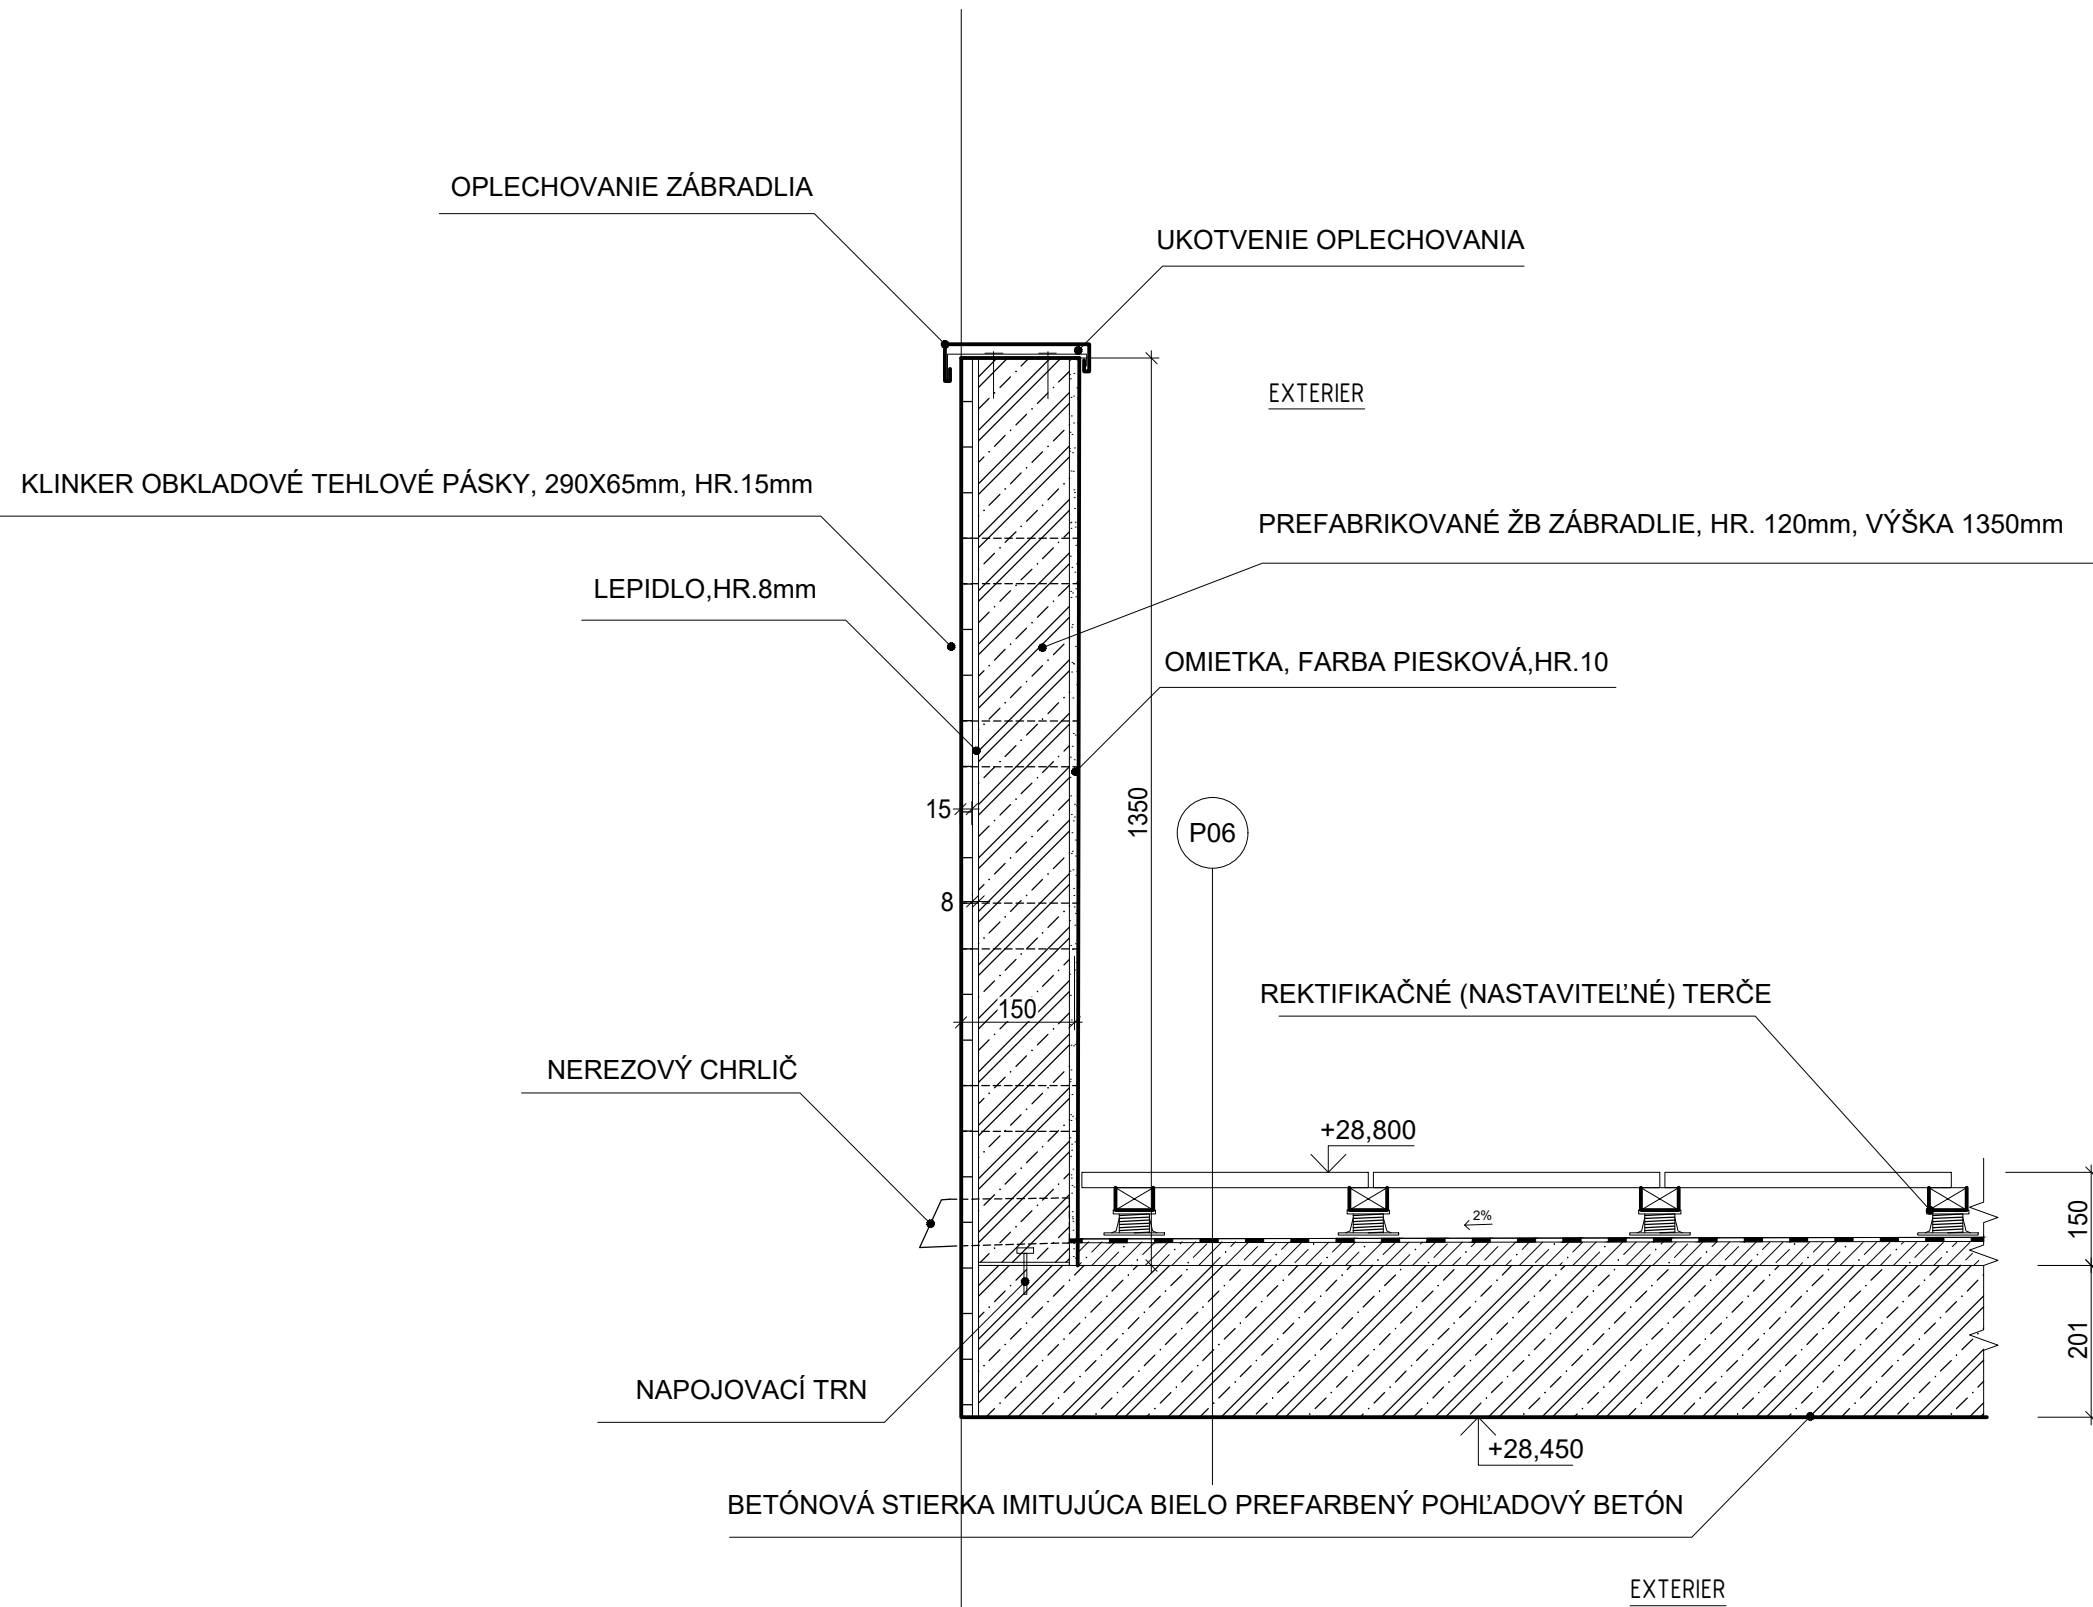 OPLECHOVANIE ZÁBRADLIA
UKOTVENIE OPLECHOVANIA
EXTERIER
KLINKER OBKLADOVÉ TEHLOVÉ PÁSKY, 290X65mm, HR.15mm
PREFABRIKOVANÉ ŽB ZÁBRADLIE, HR. 120mm, VÝŠKA 1350mm
LEPIDLO,HR.8mm
OMIETKA, FARBA PIESKOVÁ,HR.10
15
1350
P06
8
REKTIFIKAČNÉ (NASTAVITEĽNÉ) TERČE
150
NEREZOVÝ CHRLIČ
+28,800
2%
150
201
NAPOJOVACÍ TRN
+28,450
BETÓNOVÁ STIERKA IMITUJÚCA BIELO PREFARBENÝ POHĽADOVÝ BETÓN
EXTERIER